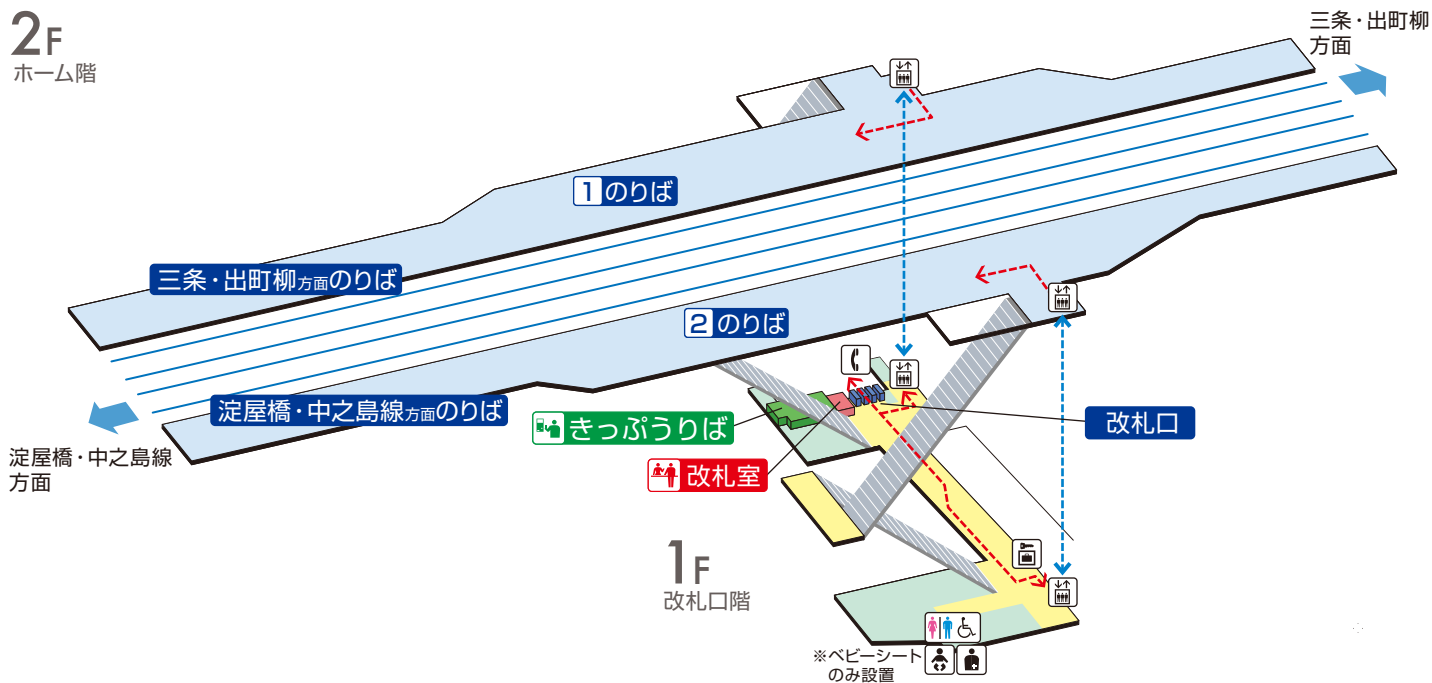 2F
ホーム階
三条・出町柳
方面
1のりば
三条・出町柳方面のりば
2のりば
淀屋橋・中之島線方面のりば
淀屋橋・中之島線
方面
きっぷうりば
改札口
改札室
1F
改札口階
※ベビーシート
のみ設置